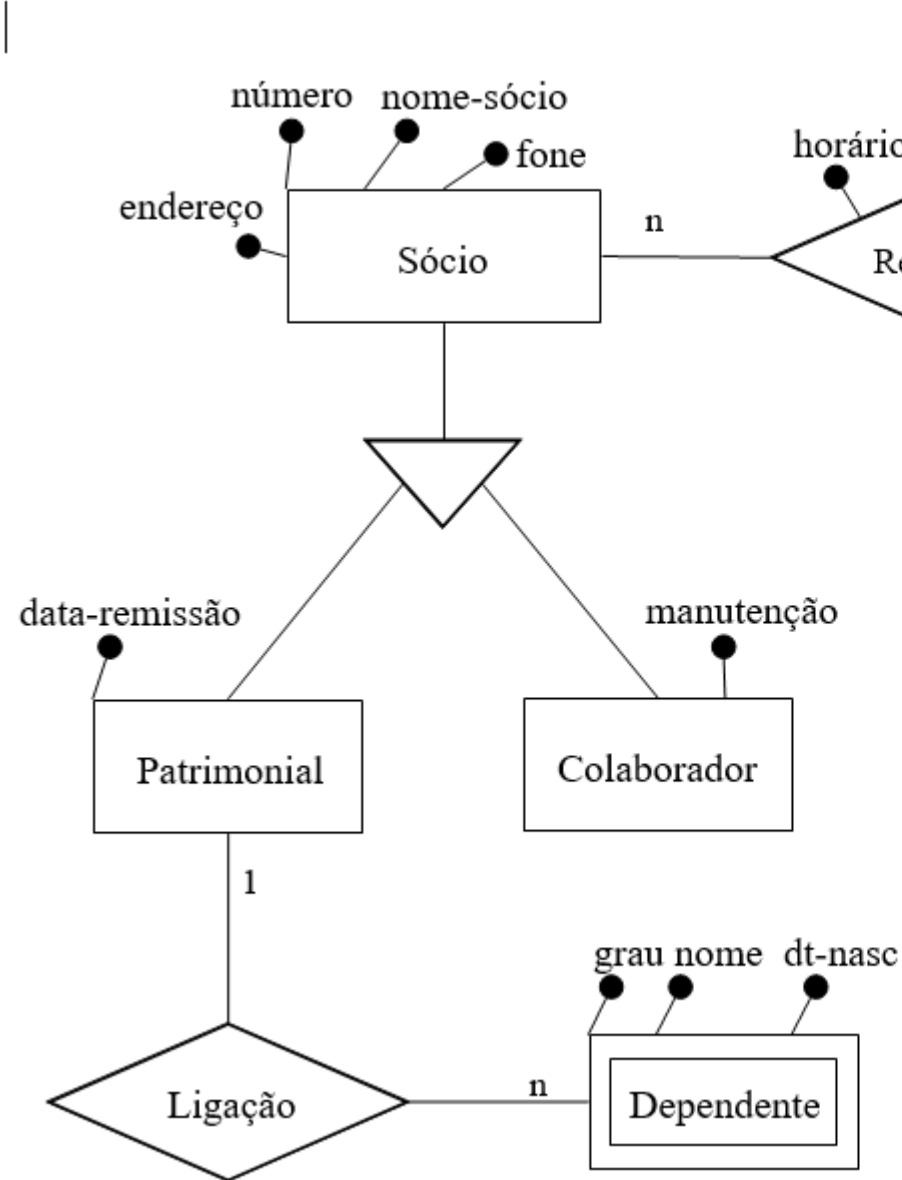 número nome-sócio
fone
horário
endereço
n
Sócio
Re
data-remissão
manutenção
Patrimonial
Colaborador
1
grau nome dt-nasc
n
Ligação
Dependente